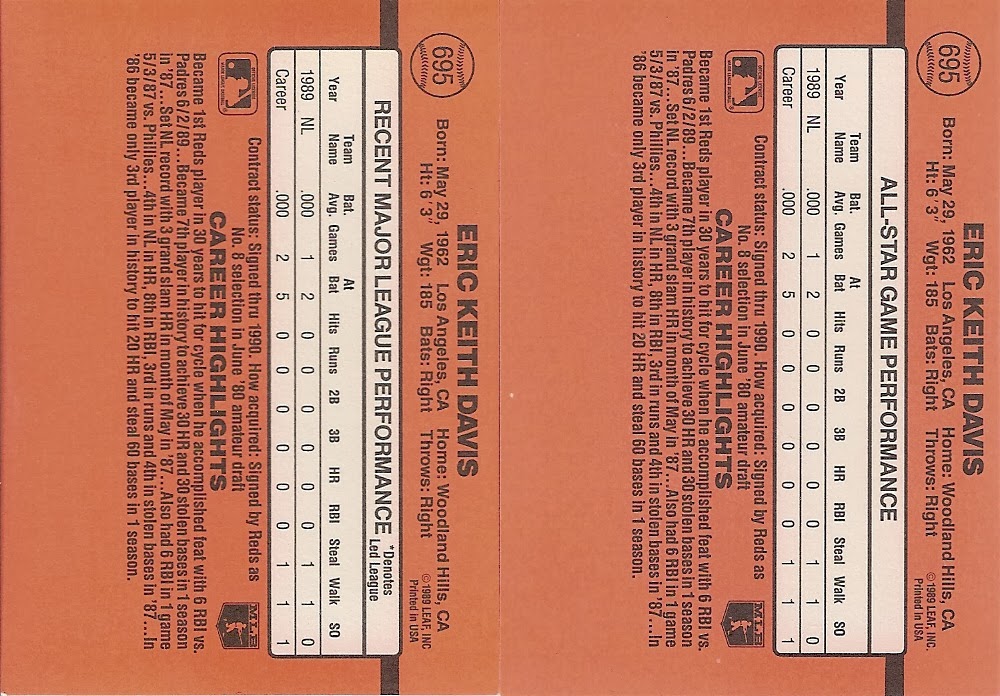 695
ERIC KEITH DAVIS
Born: May 29, 1962 Los Angeles, CA Home: Woodland Hills, CA
Ht: 6'3" Wgt: 185 Bats: Right Throws: Right
© 1989 LEAF, INC.
Printed in USA
ALL-STAR GAME PERFORMANCE
Team Bat. At
Year Name Avg. Games Bat Hits Runs 2B 3B HR RBI Steal Walk SO
1989 NL .000 1 2 0 0 0 0 0 0 1 1 0
Career .000 2 5 0 0 0 0 0 0 1 1 1
Contract status: Signed thru 1990. How acquired: Signed by Reds as
No. 8 selection in June '80 amateur draft
CAREER HIGHLIGHTS
Became 1st Reds player in 30 years to hit for cycle when he accomplished feat with 6 RBI vs.
Padres 6/2/89...Became 7th player in history to achieve 30 HR and 30 stolen bases in 1 season
in '87...Set NL record with 3 grand slam HR in month of May in '87...Also had 6 RBI in 1 game
5/3/87 vs. Phillies...4th in NL in HR, 8th in RBI, 3rd in runs and 4th in stolen bases in '87...In
'86 became only 3rd player in history to hit 20 HR and steal 60 bases in 1 season.
695
ERIC KEITH DAVIS
Born: May 29, 1962 Los Angeles, CA Home: Woodland Hills, CA
Ht: 6'3" Wgt: 185 Bats: Right Throws: Right
© 1989 LEAF, INC
Printed in USA
RECENT MAJOR LEAGUE PERFORMANCE *Denotes
Led League
Team Bat. At
Year Name Avg. Games Bat Hits Runs 2B 3B HR RBI Steal Walk SO
1989 NL .000 1 2 0 0 0 0 0 0 1 1 0
Career .000 2 5 0 0 0 0 0 0 1 1 1
Contract status: Signed thru 1990. How acquired: Signed by Reds as
No. 8 selection in June '80 amateur draft
CAREER HIGHLIGHTS
Became 1st Reds player in 30 years to hit for cycle when he accomplished feat with 6 RBI vs.
Padres 6/2/89...Became 7th player in history to achieve 30 HR and 30 stolen bases in 1 season
in '87...Set NL record with 3 grand slam HR in month of May in '87...Also had 6 RBI in 1 game
5/3/87 vs. Phillies...4th in NL in HR, 8th in RBI, 3rd in runs and 4th in stolen bases in '87...In
'86 became only 3rd player in history to hit 20 HR and steal 60 bases in 1 season.